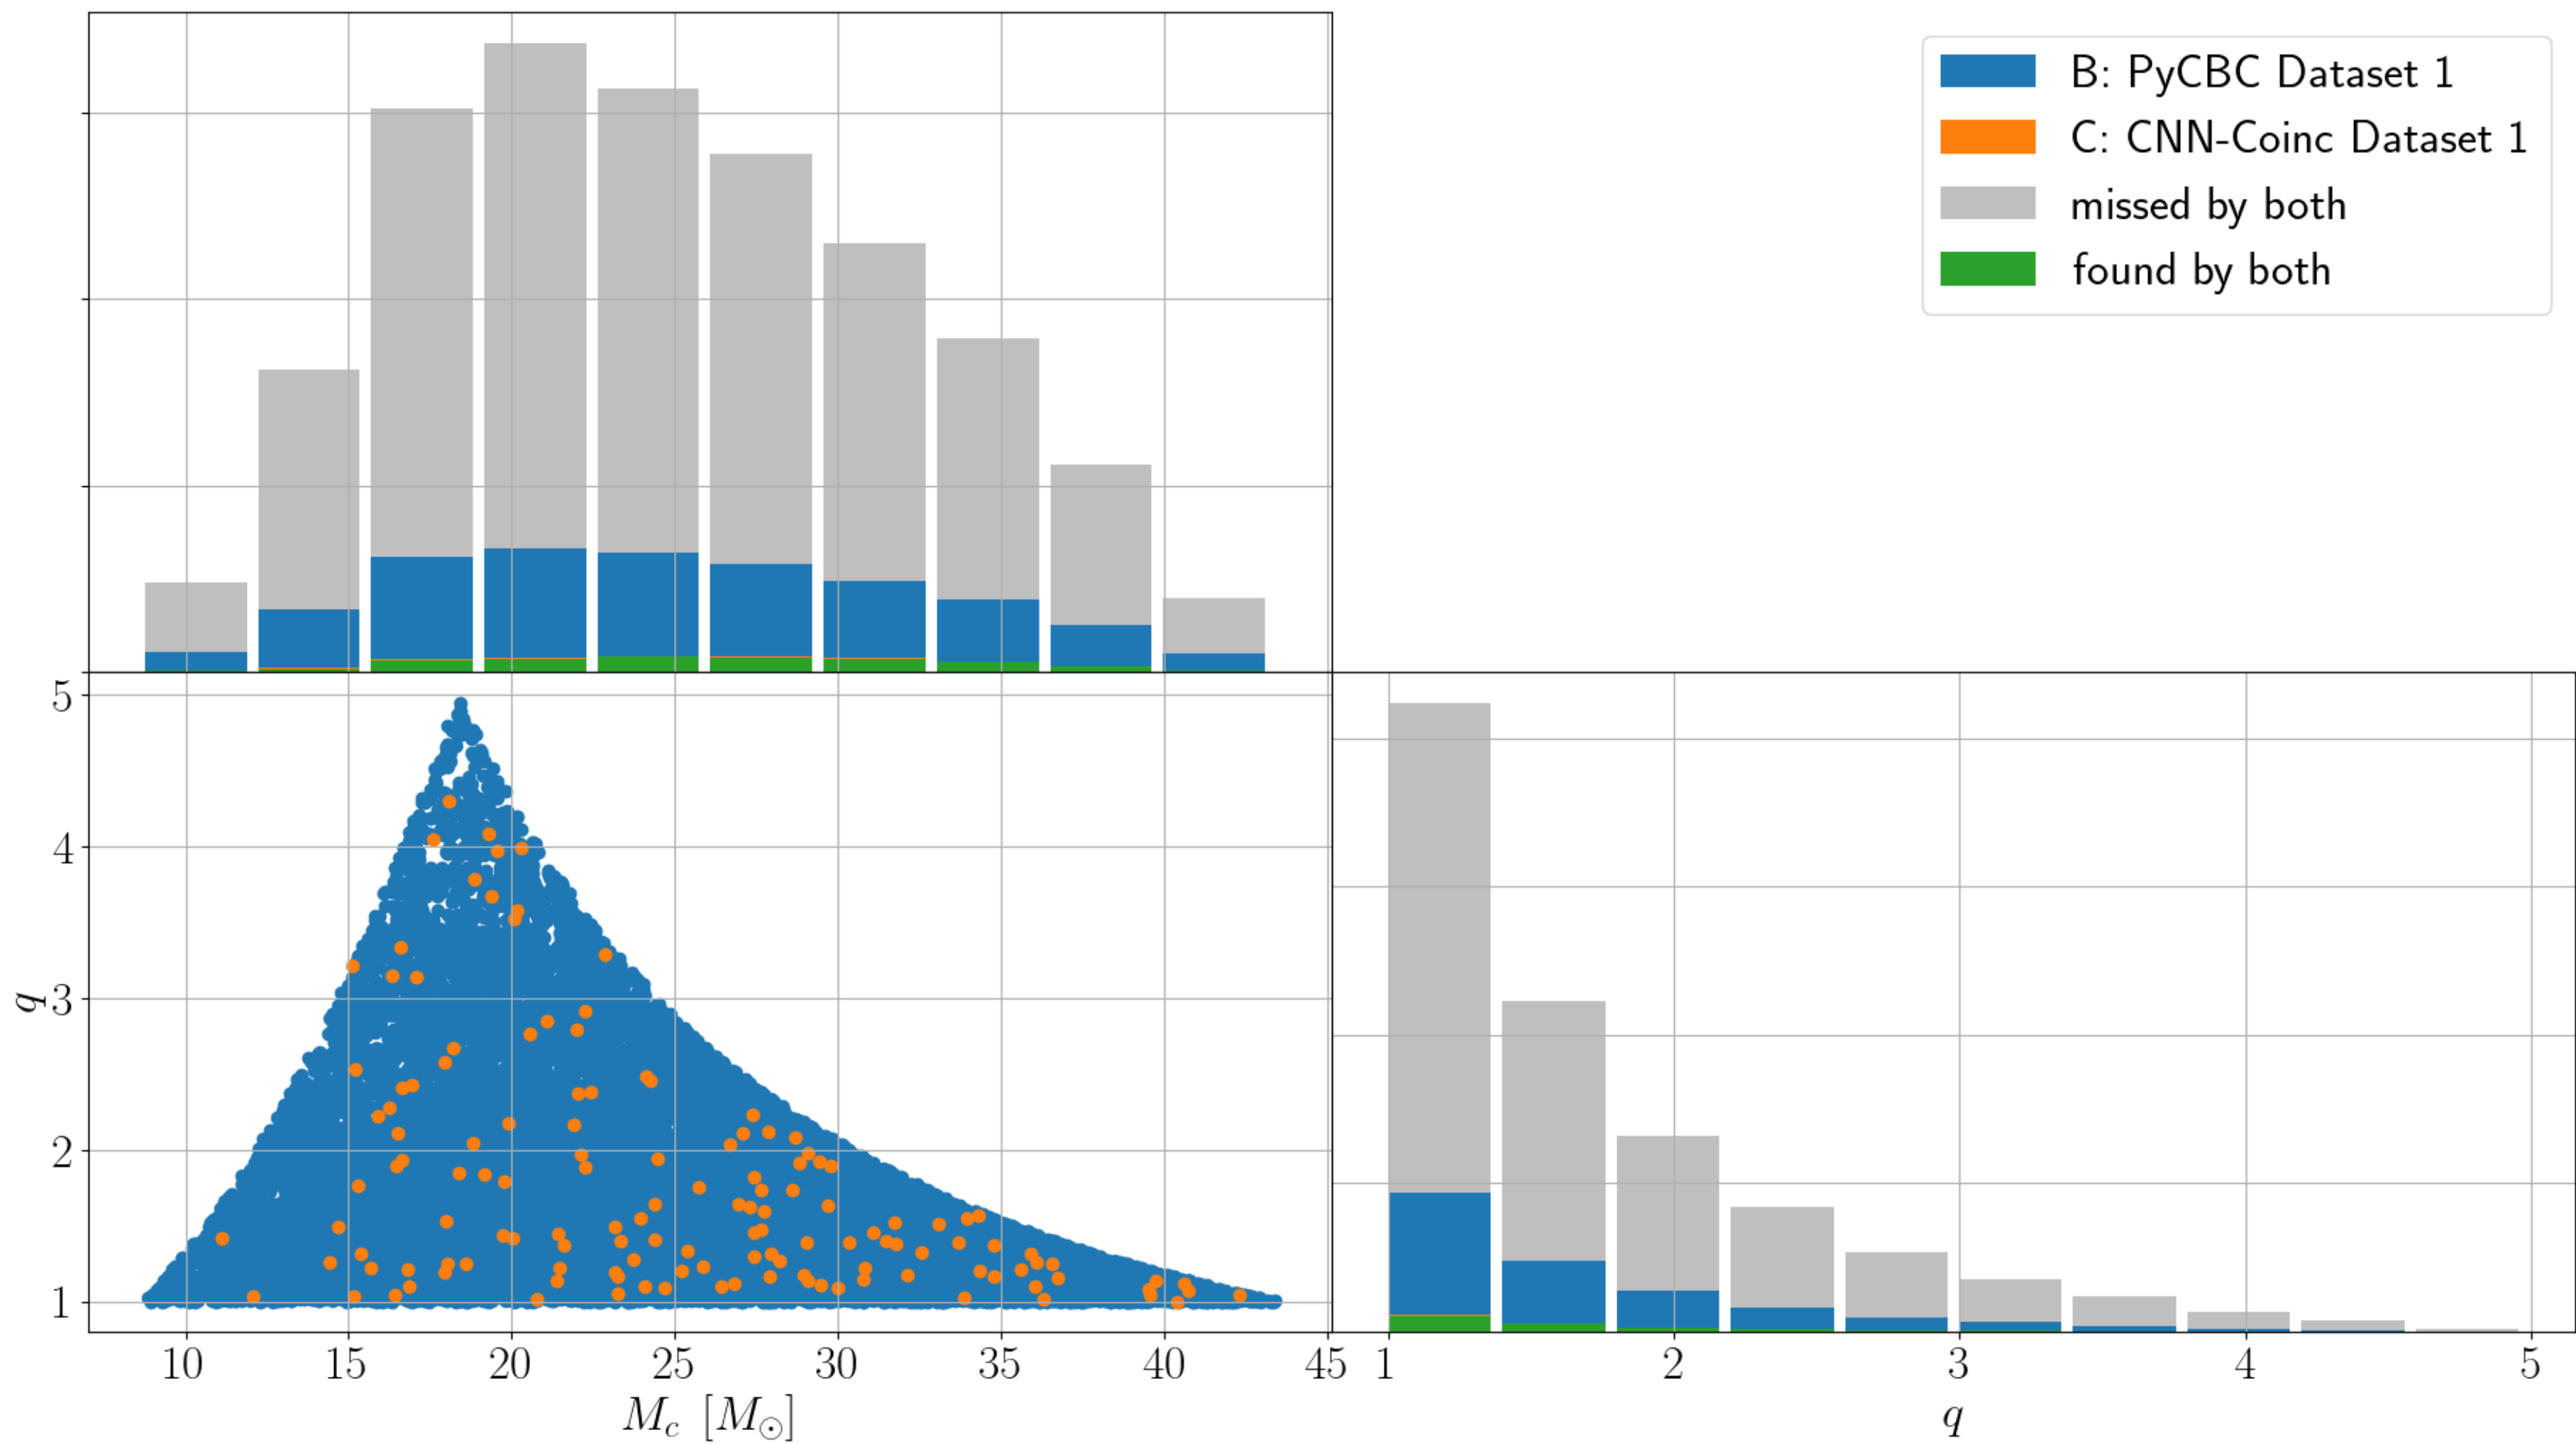 B: PyCBC Dataset 1
C: CNN-Coinc Dataset 1
missed by both
found by both
5
4
3
2
1
q
10 15 20 25 30 35 40 45
M_c [M_⊙]
1 2 3 4 5
q